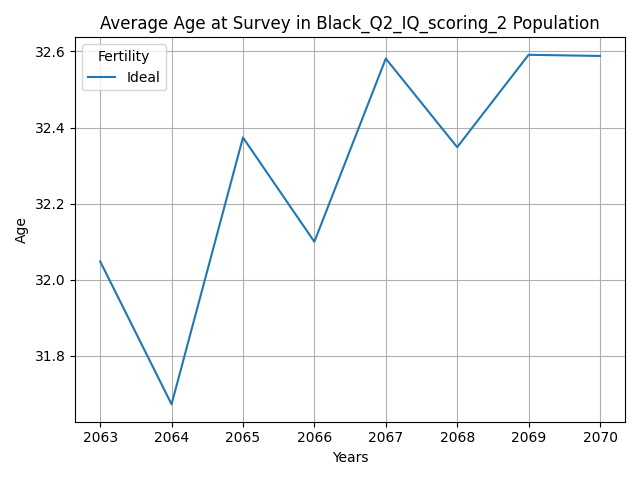 Average Age at Survey in Black_Q2_IQ_scoring_2 Population
Fertility
Ideal
32.6
32.4
32.2
32.0
31.8
Age
2063 2064 2065 2066 2067 2068 2069 2070
Years